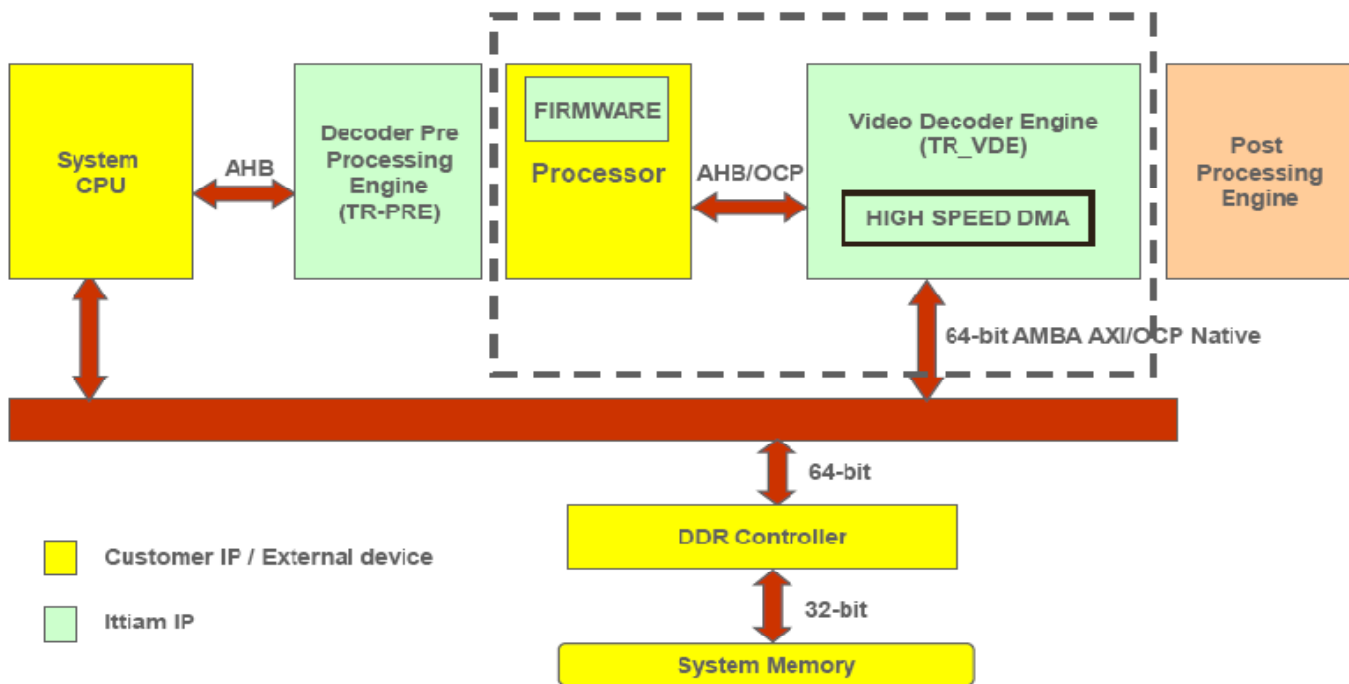 System
CPU
AHB
Decoder Pre
Processing
Engine
(TR-PRE)
FIRMWARE
Processor
AHB/OCP
Video Decoder Engine
(TR_VDE)
HIGH SPEED DMA
Post
Processing
Engine
64-bit AMBA AXI/OCP Native
64-bit
DDR Controller
32-bit
System Memory
Customer IP / External device
Ittiam IP